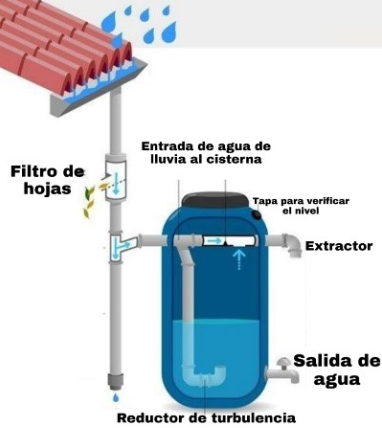 Entrada de agua de
lluvia al cisterna
Filtro de
hojas
Tapa para verificar
el nivel
Extractor
Salida de
agua
Reductor de turbulencia